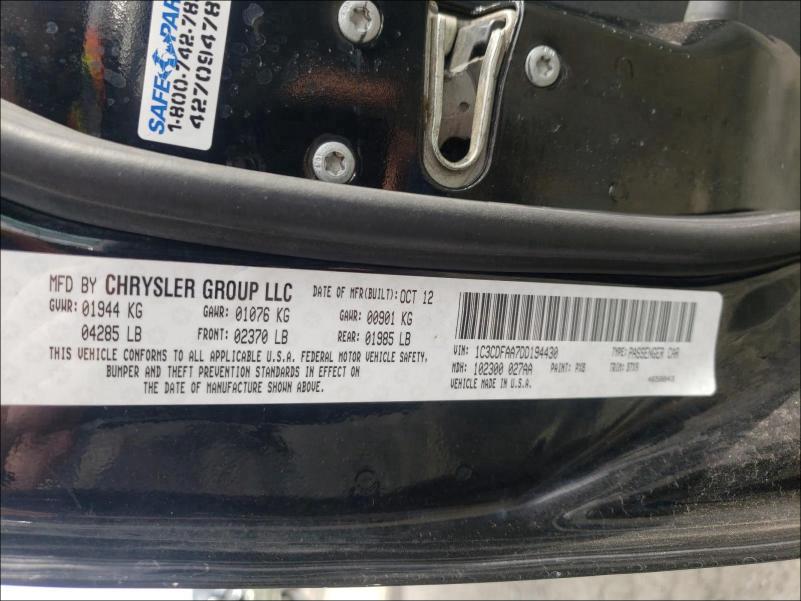 SAFE PAR
1-800-742-78
42709478
MFD BY CHRYSLER GROUP LLC DATE OF MFR(BUILT): OCT 12
GVWR: 01944 KG GAWR: 01076 KG GAWR: 00901 KG
04285 LB FRONT: 02370 LB REAR: 01985 LB
THIS VEHICLE CONFORMS TO ALL APPLICABLE U.S.A. FEDERAL MOTOR VEHICLE SAFETY,
BUMPER AND THEFT PREVENTION STANDARDS IN EFFECT ON
THE DATE OF MANUFACTURE SHOWN ABOVE.
VIN: 1C3CDFAA7DD194430 TYPE: PASSENGER CAR
MDH: 102300 027AA PAINT: PXB TRIM: DTX9
VEHICLE MADE IN U.S.A.